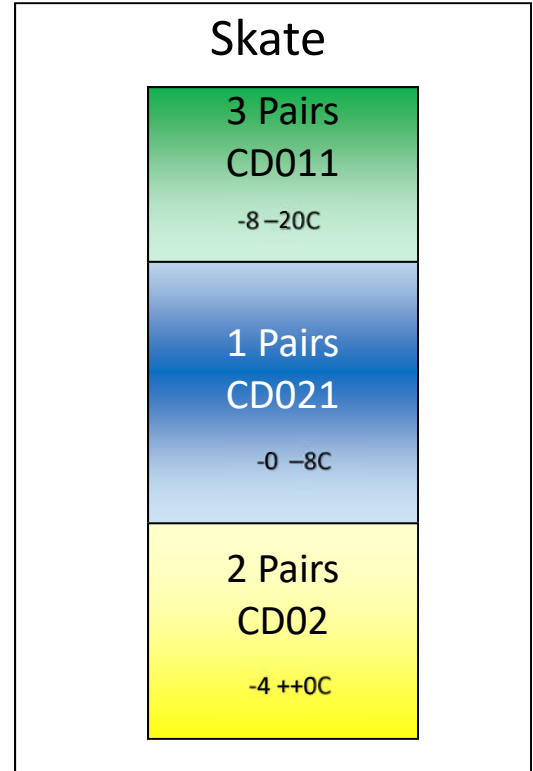 Skate
3 Pairs
CD011
-8 –20C
1 Pairs
CD021
-0 –8C
2 Pairs
CD02
-4 ++0C